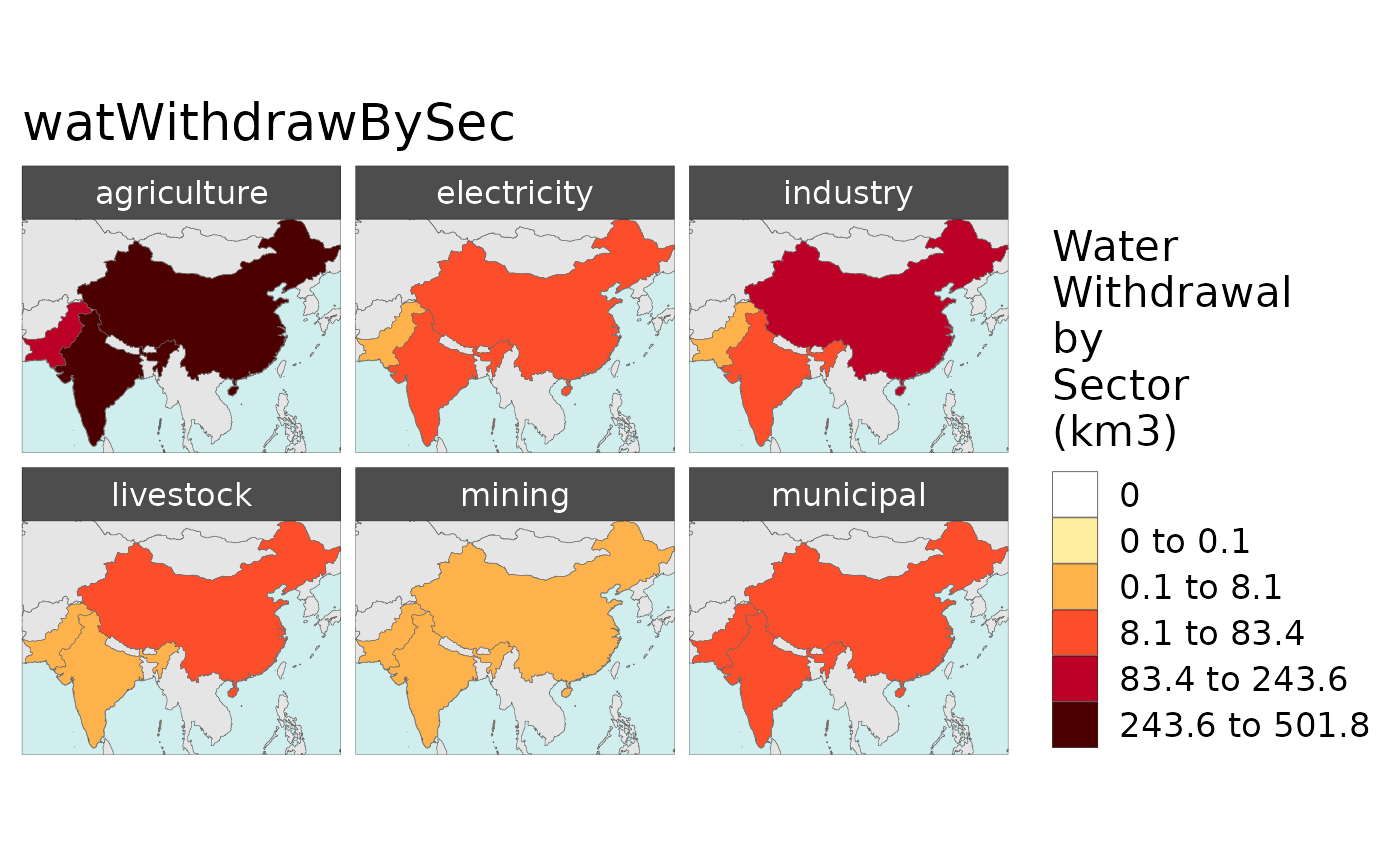 watWithdrawBySec
agriculture
electricity
industry
livestock
mining
municipal
Water
Withdrawal
by
Sector
(km3)
0
0 to 0.1
0.1 to 8.1
8.1 to 83.4
83.4 to 243.6
243.6 to 501.8